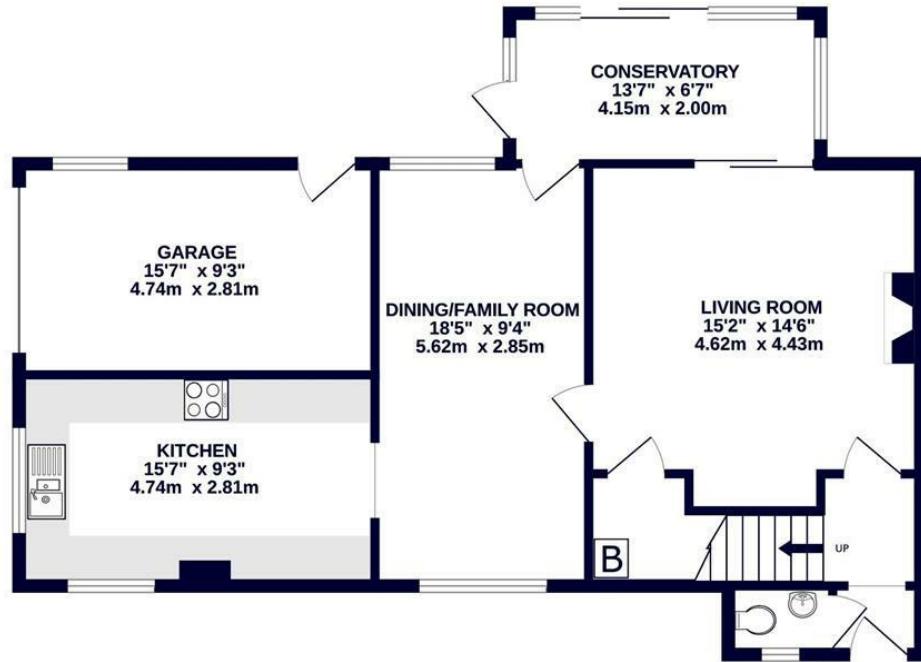 CONSERVATORY
13'7" x 6'7"
4.15m x 2.00m
GARAGE
15'7" x 9'3"
4.74m x 2.81m
DINING/FAMILY ROOM
18'5" x 9'4"
5.62m x 2.85m
LIVING ROOM
15'2" x 14'6"
4.62m x 4.43m
KITCHEN
15'7" x 9'3"
4.74m x 2.81m
B
UP